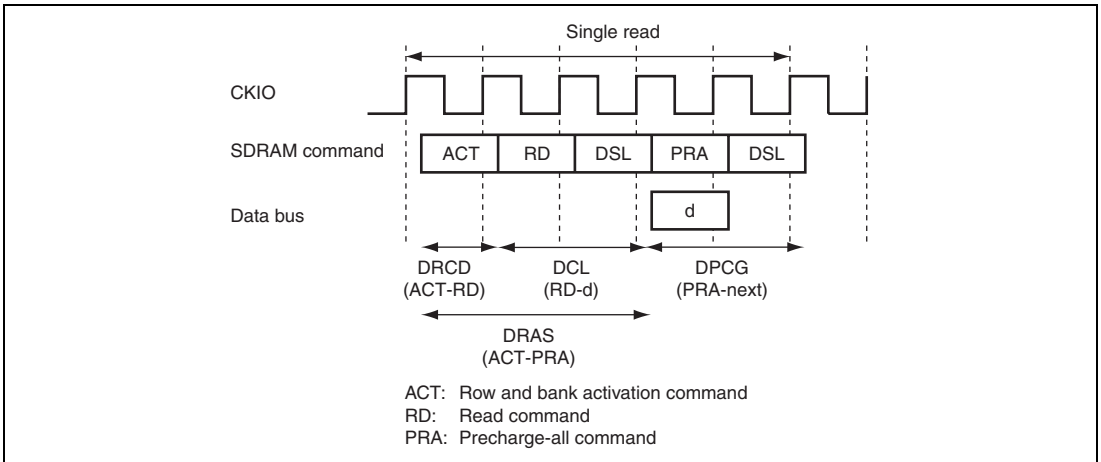 Single read
CKIO
SDRAM command ACT RD DSL PRA DSL
Data bus d
DRCD DCL DPCG
(ACT-RD) (RD-d) (PRA-next)
DRAS
(ACT-PRA)
ACT: Row and bank activation command
RD: Read command
PRA: Precharge-all command